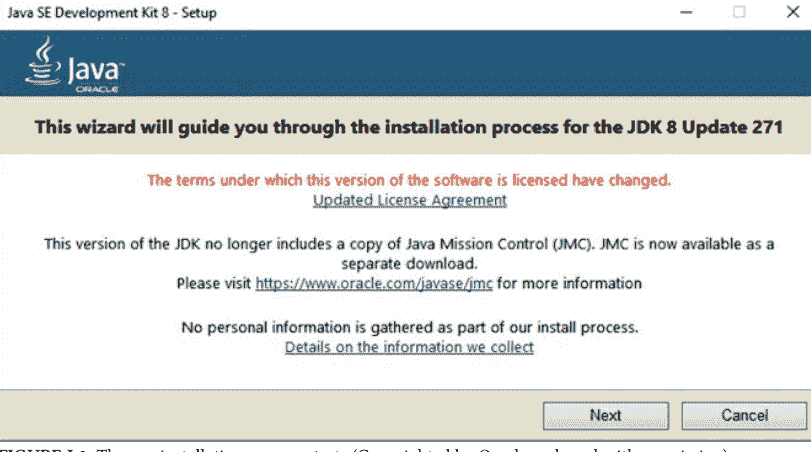 Java SE Development Kit 8 - Setup
Java
ORACLE
This wizard will guide you through the installation process for the JDK 8 Update 271
The terms under which this version of the software is licensed have changed.
Updated License Agreement
This version of the JDK no longer includes a copy of Java Mission Control (JMC). JMC is now available as a
separate download.
Please visit https://www.oracle.com/javase/jmc for more information
No personal information is gathered as part of our install process.
Details on the information we collect
Next
Cancel